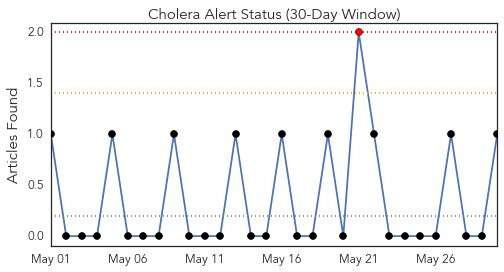 Cholera Alert Status (30-Day Window)
Articles Found
2.0
1.5
1.0
0.5
0.0
May 01 May 06 May 11 May 16 May 21 May 26